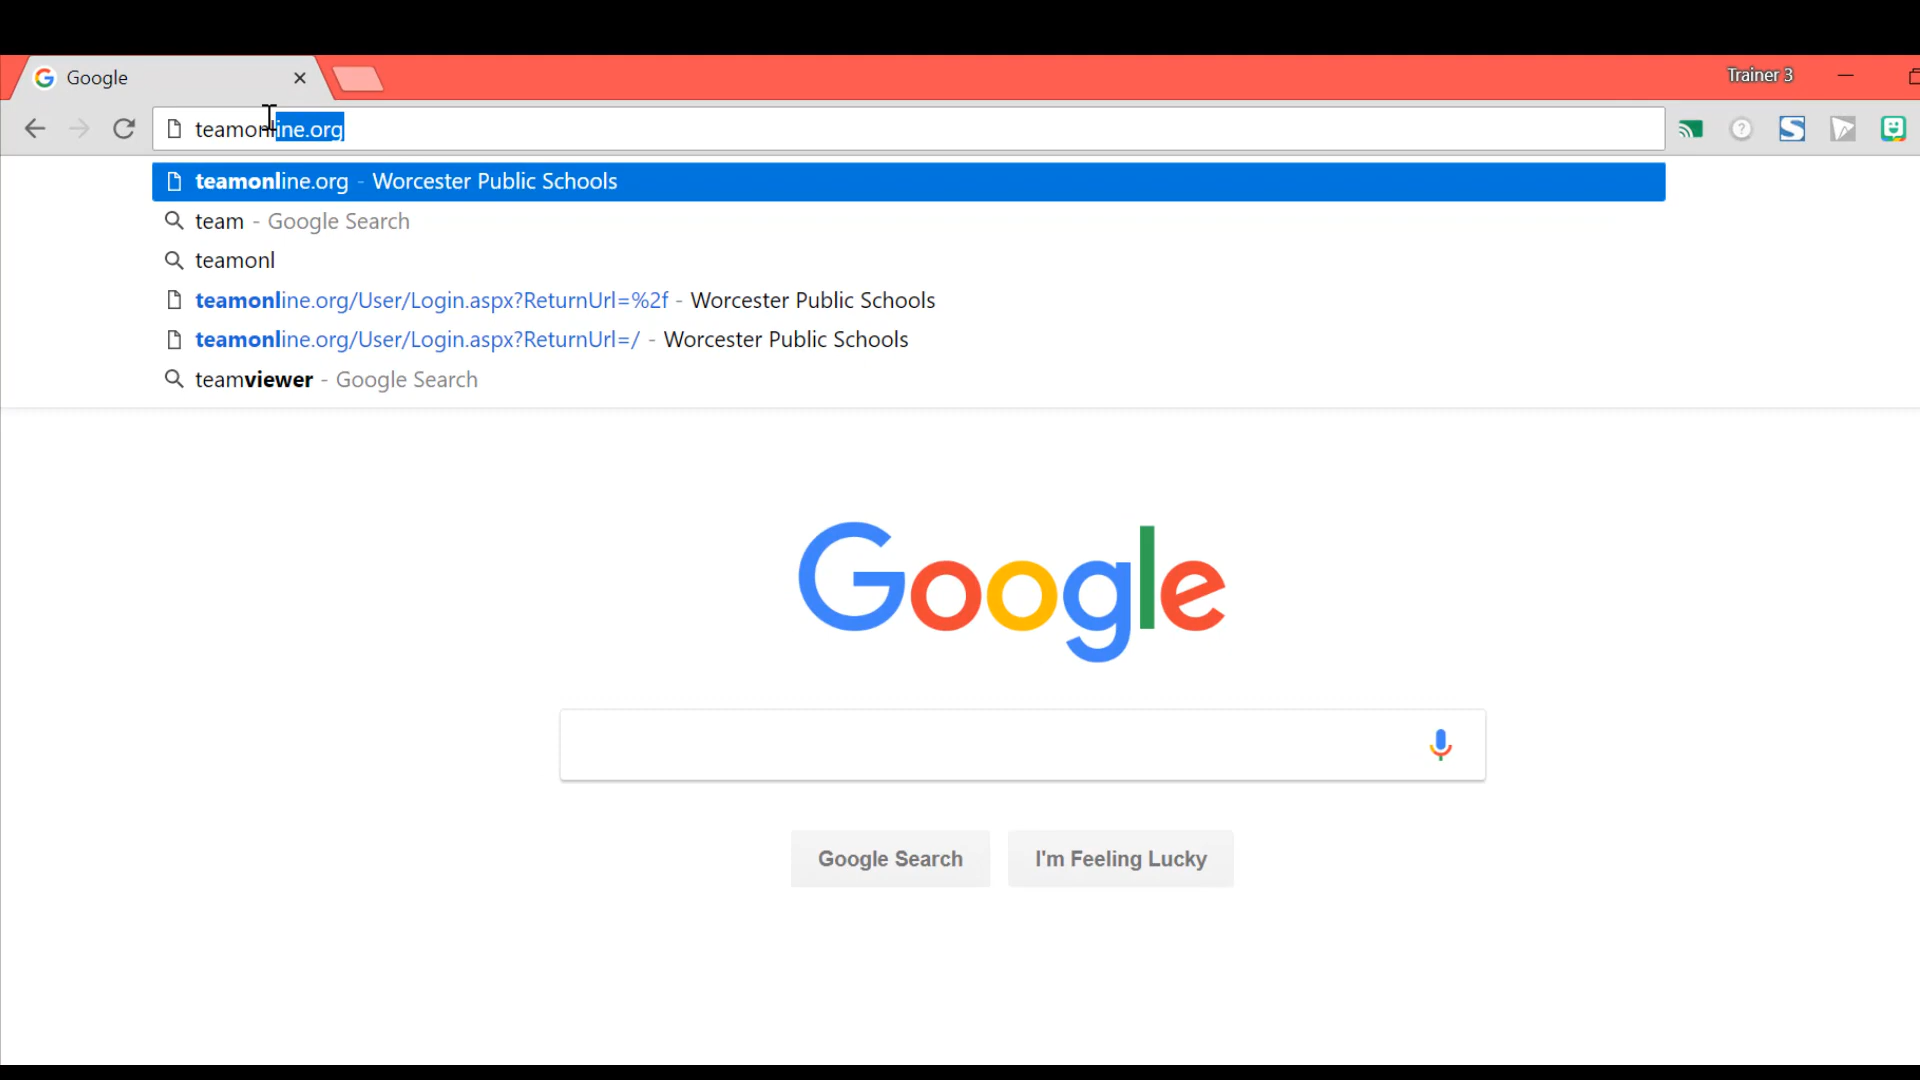 Google
Trainer 3
teamonline.org
teamonline.org - Worcester Public Schools
team - Google Search
teamonl
teamonline.org/User/Login.aspx?ReturnUrl=%2f - Worcester Public Schools
teamonline.org/User/Login.aspx?ReturnUrl=/ - Worcester Public Schools
teamviewer - Google Search
Google
Google Search
I'm Feeling Lucky